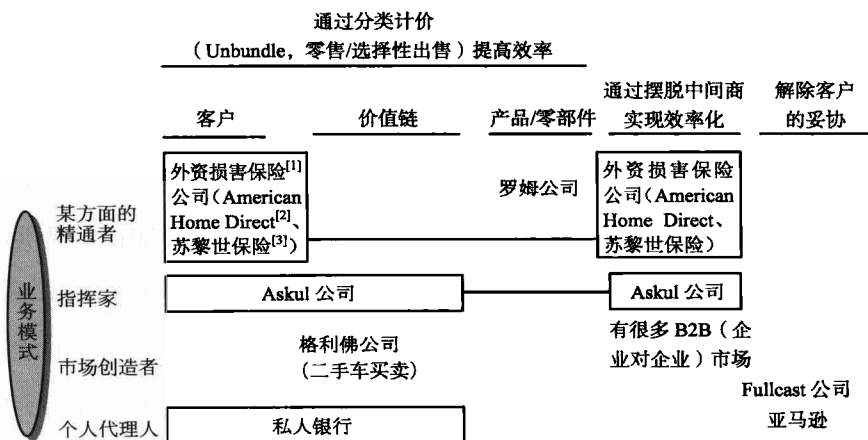 通过分类计价
（Unbundle，零售/选择性出售）提高效率
客户
价值链
产品/零部件
通过摆脱中间商
实现效率化
解除客户
的妥协
业务模式
某方面的
精通者
外资损害保险[1]
公司（American
Home Direct[2]、
苏黎世保险[3]）
罗姆公司
外资损害保险
公司（American
Home Direct、
苏黎世保险）
指挥家
Askul 公司
Askul 公司
市场创造者
格利佛公司
（二手车买卖）
有很多 B2B（企
业对企业）市场
Fullcast 公司
亚马逊
个人代理人
私人银行